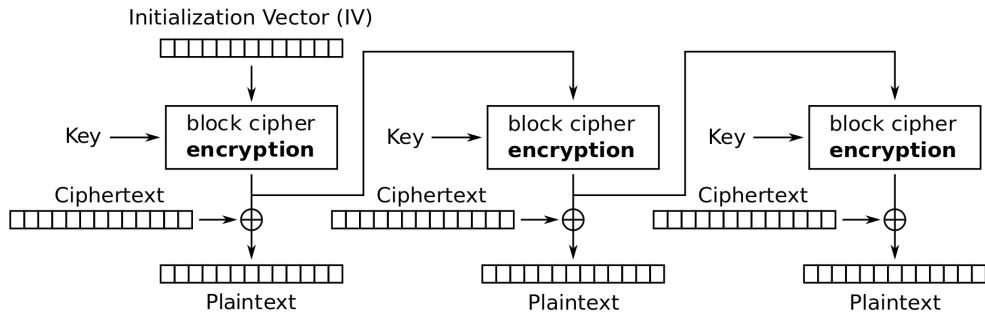 Initialization Vector (IV)
Key
block cipher
encryption
Key
block cipher
encryption
Key
block cipher
encryption
Ciphertext
Ciphertext
Ciphertext
Plaintext
Plaintext
Plaintext